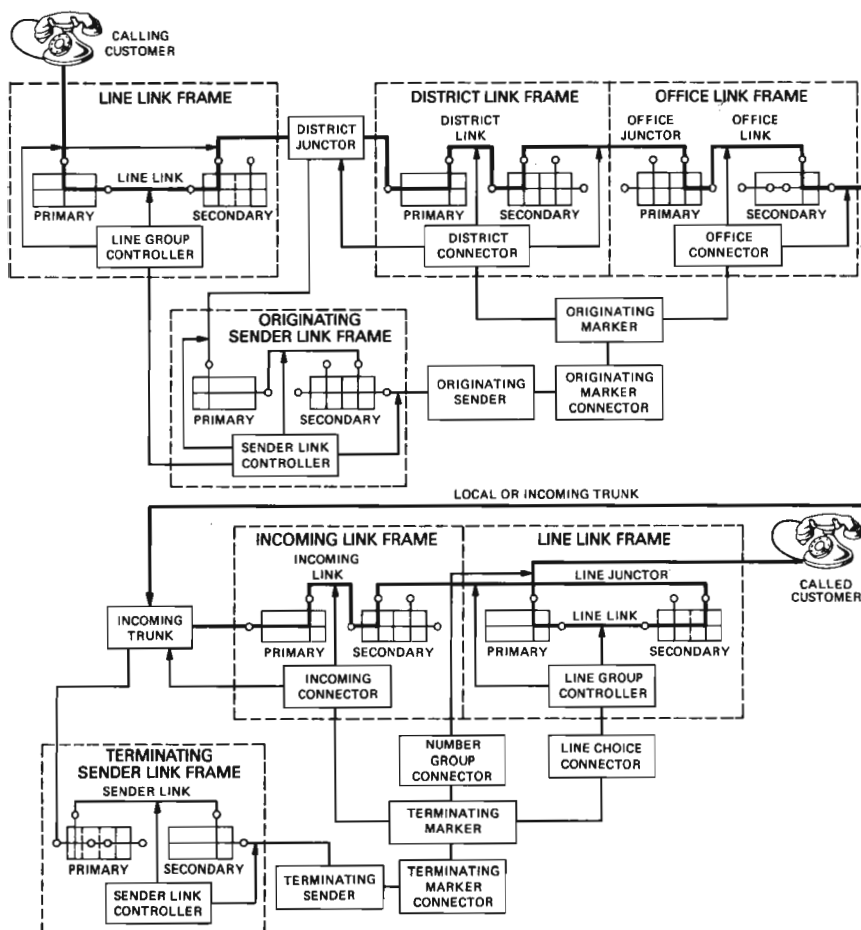 CALLING
CUSTOMER
LINE LINK FRAME
DISTRICT LINK FRAME
OFFICE LINK FRAME
DISTRICT
JUNCTOR
DISTRICT
LINK
OFFICE
JUNCTOR
OFFICE
LINK
LINE LINK
PRIMARY
SECONDARY
PRIMARY
SECONDARY
PRIMARY
SECONDARY
LINE GROUP
CONTROLLER
DISTRICT
CONNECTOR
OFFICE
CONNECTOR
ORIGINATING
SENDER LINK FRAME
ORIGINATING
MARKER
PRIMARY
SECONDARY
ORIGINATING
SENDER
ORIGINATING
MARKER
CONNECTOR
SENDER LINK
CONTROLLER
LOCAL OR INCOMING TRUNK
INCOMING LINK FRAME
LINE LINK FRAME
INCOMING
LINK
LINE JUNCTOR
CALLED
CUSTOMER
INCOMING
TRUNK
LINE LINK
PRIMARY
SECONDARY
PRIMARY
SECONDARY
INCOMING
CONNECTOR
LINE GROUP
CONTROLLER
TERMINATING
SENDER LINK FRAME
NUMBER
GROUP
CONNECTOR
LINE CHOICE
CONNECTOR
SENDER LINK
TERMINATING
MARKER
PRIMARY
SECONDARY
TERMINATING
SENDER
TERMINATING
MARKER
CONNECTOR
SENDER LINK
CONTROLLER